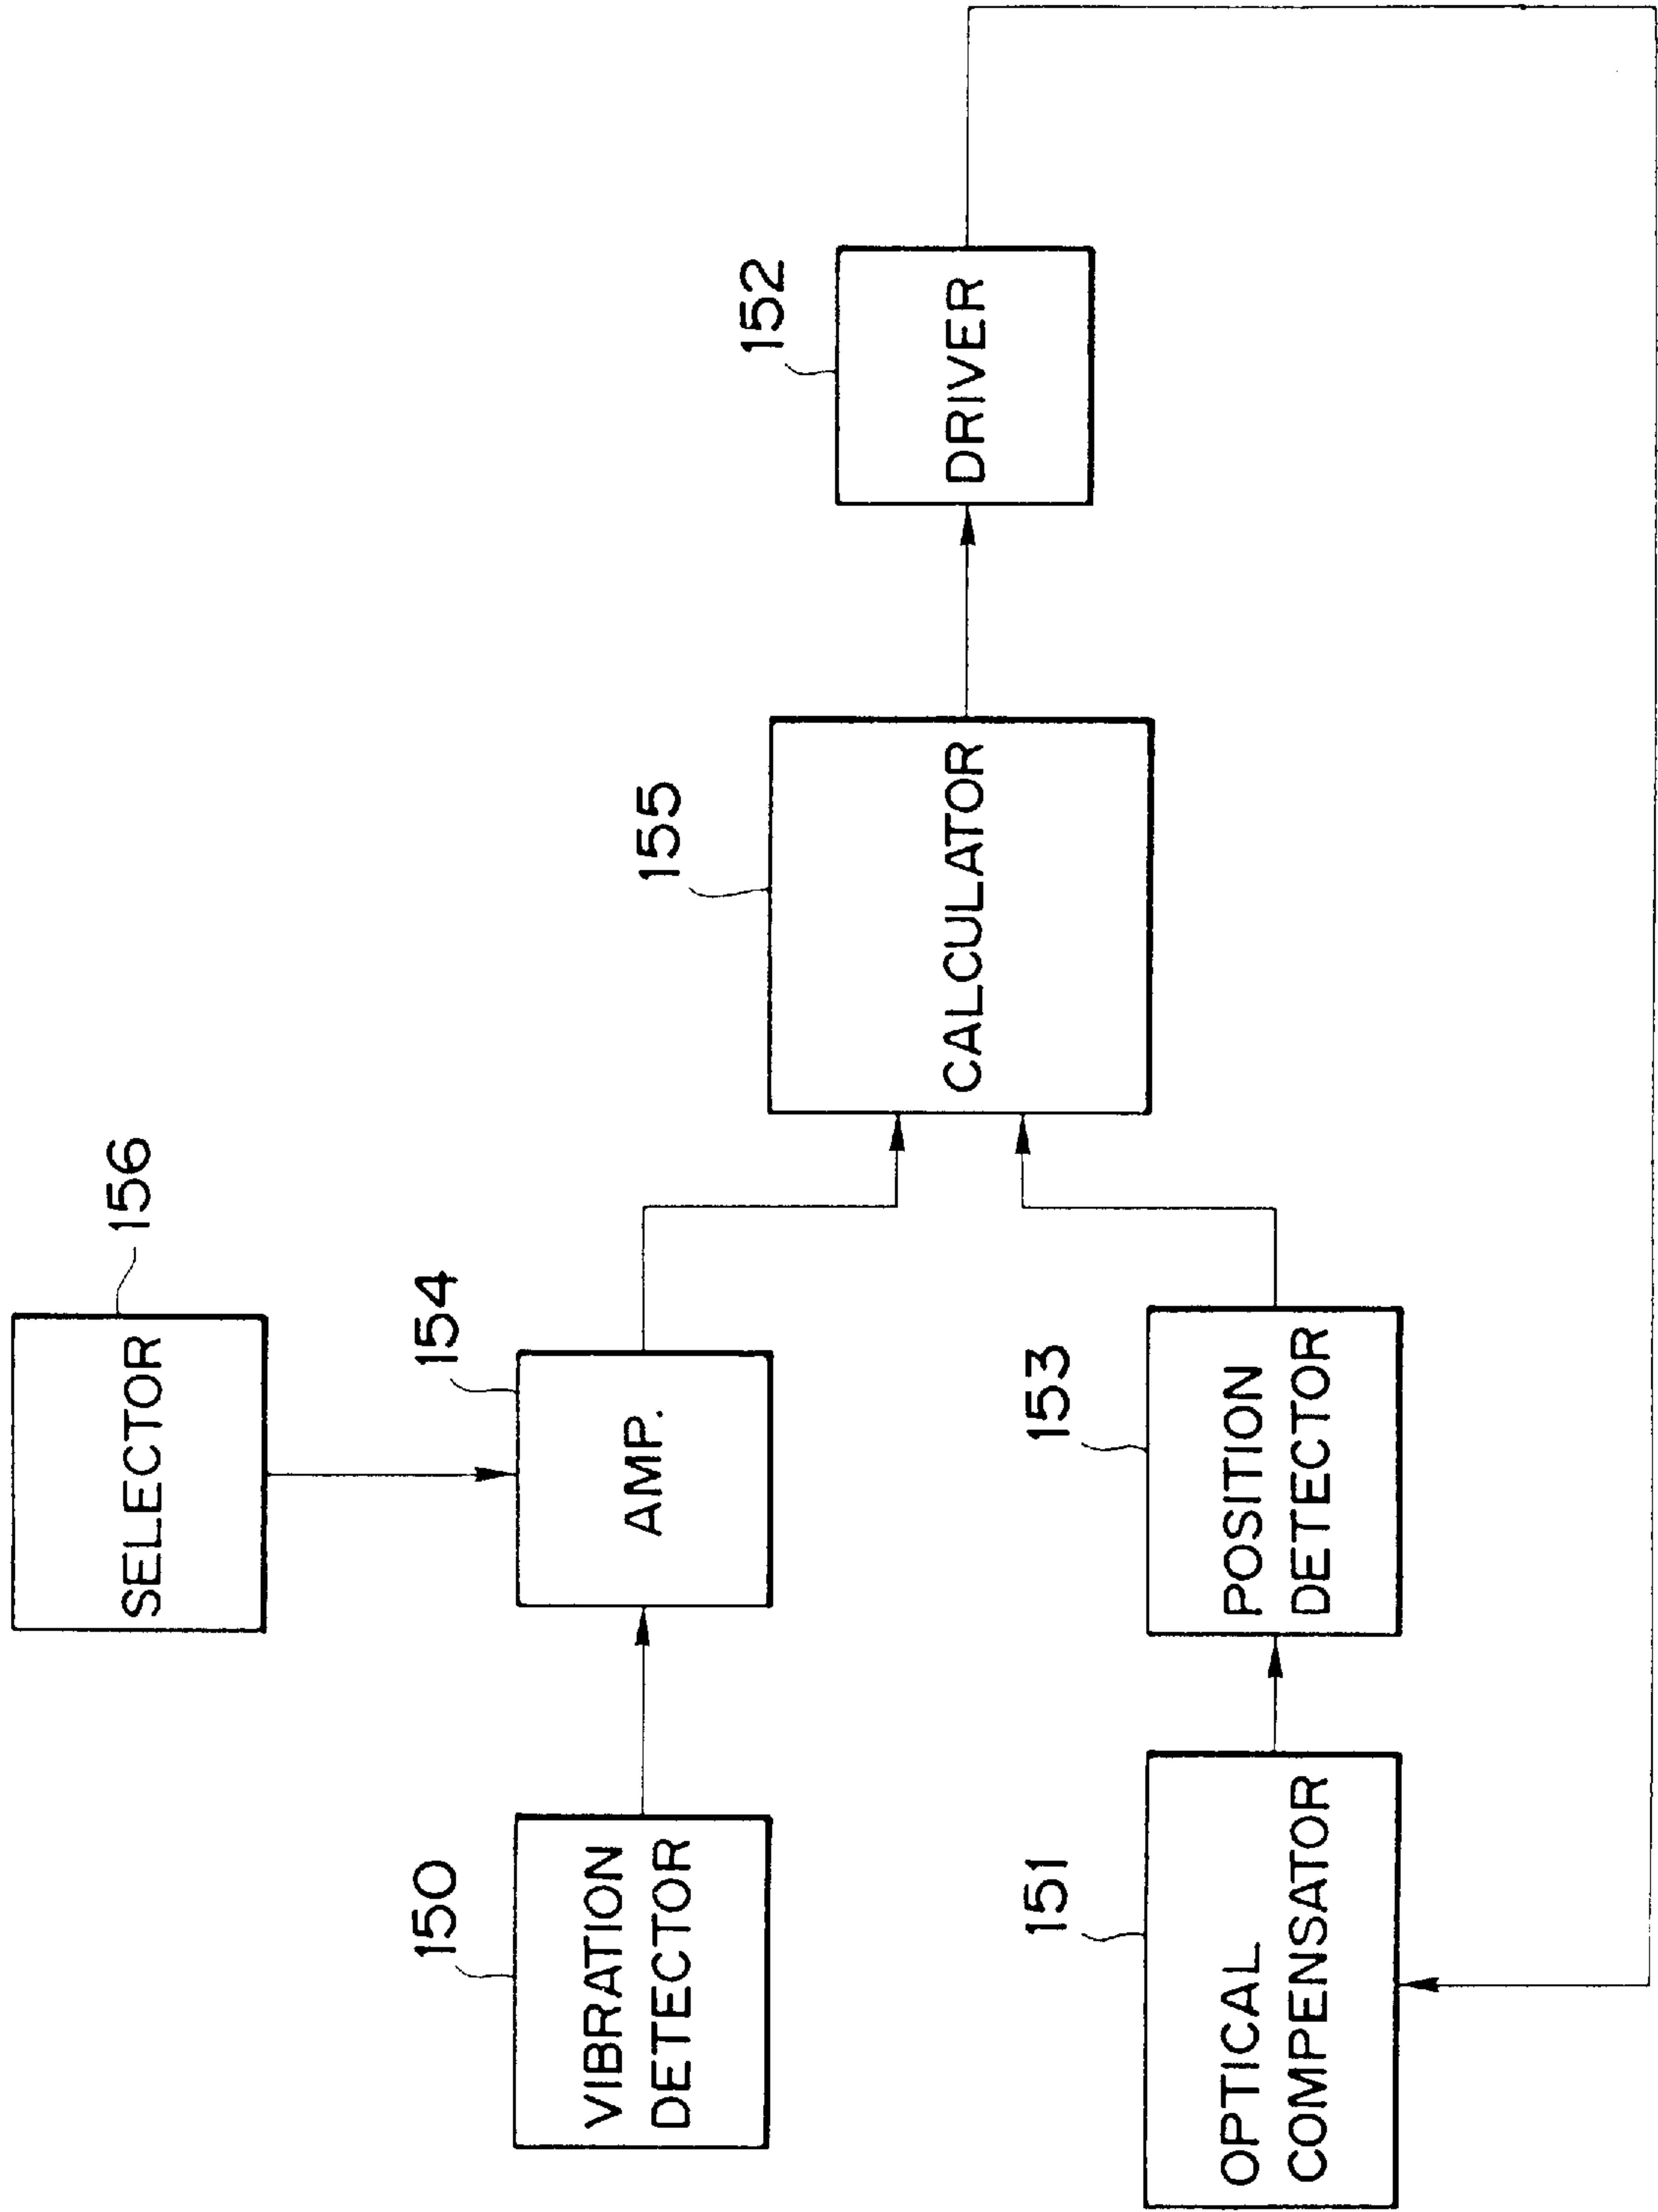 156
SELECTOR
150
VIBRATION
DETECTOR
154
AMP.
155
CALCULATOR
152
DRIVER
151
OPTICAL
COMPENSATOR
153
POSITION
DETECTOR